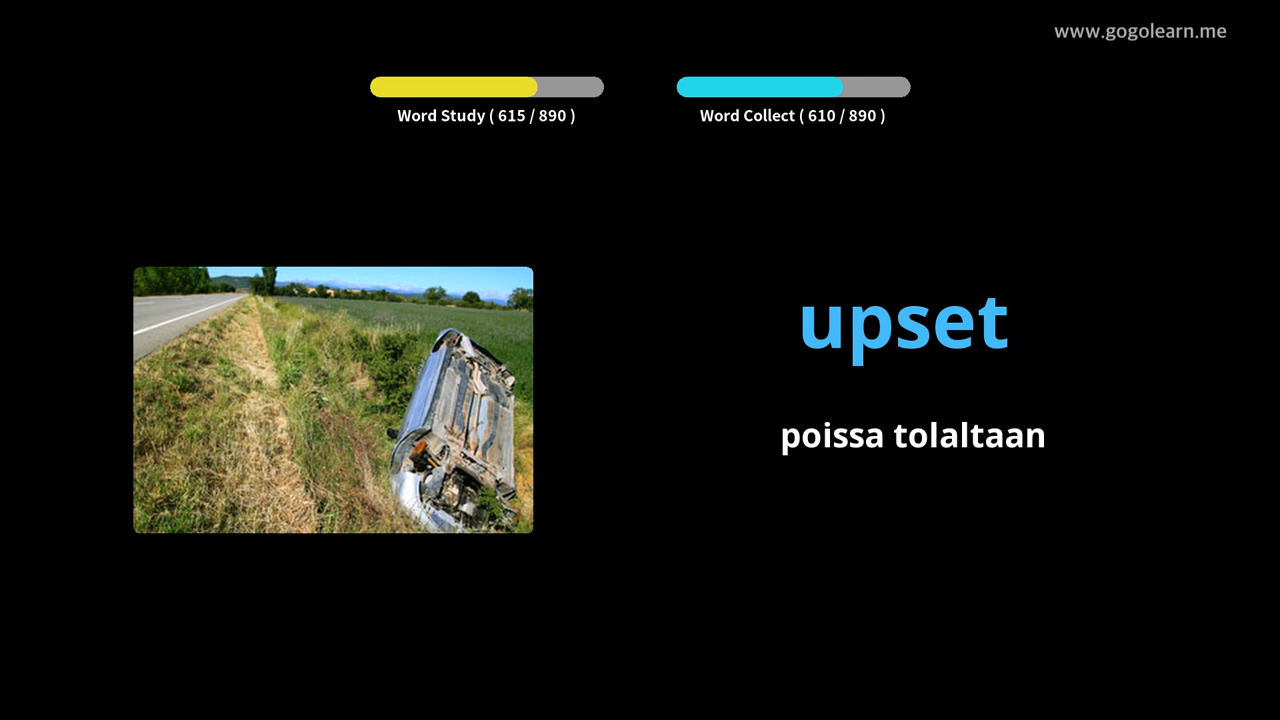 www.gogolearn.me
Word Study ( 615 / 890 )
Word Collect ( 610 / 890 )
upset
poissa tolaltaan